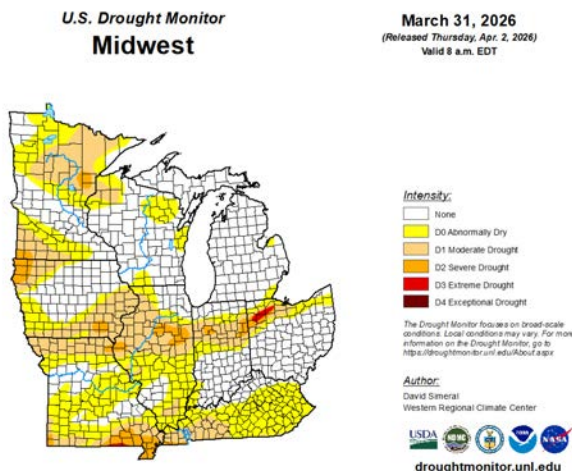 U.S. Drought Monitor
Midwest
March 31, 2026
(Released Thursday, Apr. 2, 2026)
Valid 8 a.m. EDT
Intensity:
None
D0 Abnormally Dry
D1 Moderate Drought
D2 Severe Drought
D3 Extreme Drought
D4 Exceptional Drought
The Drought Monitor focuses on broad-scale
conditions. Local conditions may vary. For more
information on the Drought Monitor, go to
https://droughtmonitor.unl.edu/About.aspx
Author:
David Simeral
Western Regional Climate Center
USDA
NDMC
NOAA
NASA
droughtmonitor.unl.edu